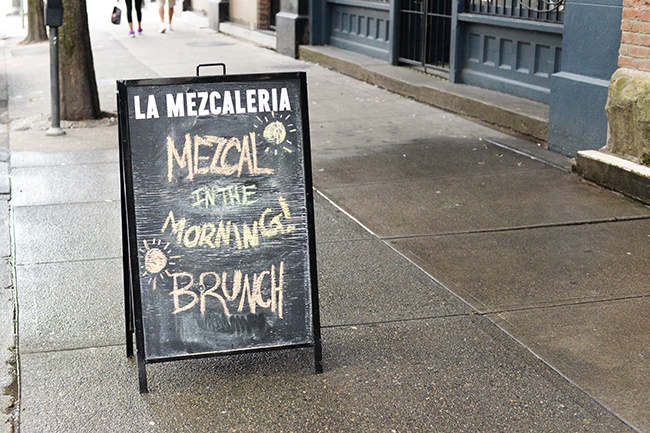 LA MEZCALERIA
MEZCAL
IN THE
MORNING!
BRUNCH